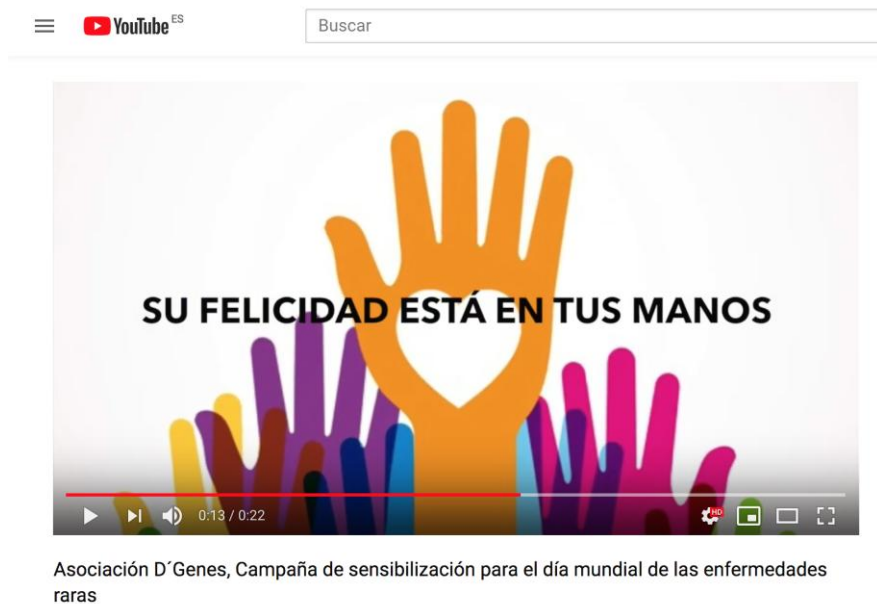 YouTube ES
Buscar
SU FELICIDAD ESTÁ EN TUS MANOS
0:13 / 0:22
HD
Asociación D´Genes, Campaña de sensibilización para el día mundial de las enfermedades
raras